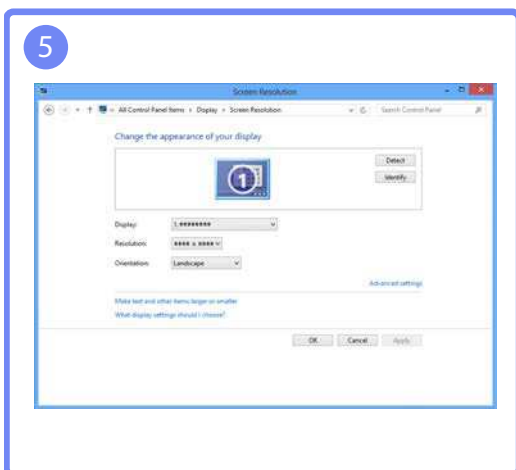 5
Screen Resolution
All Control Panel Items Display Screen Resolution
Search Control Panel
Change the appearance of your display
1
Detect
Identify
Display: 1.########
Resolution: #### x ####
Orientation: Landscape
Advanced settings
Make text and other items larger or smaller
What display settings should I choose?
OK Cancel Apply